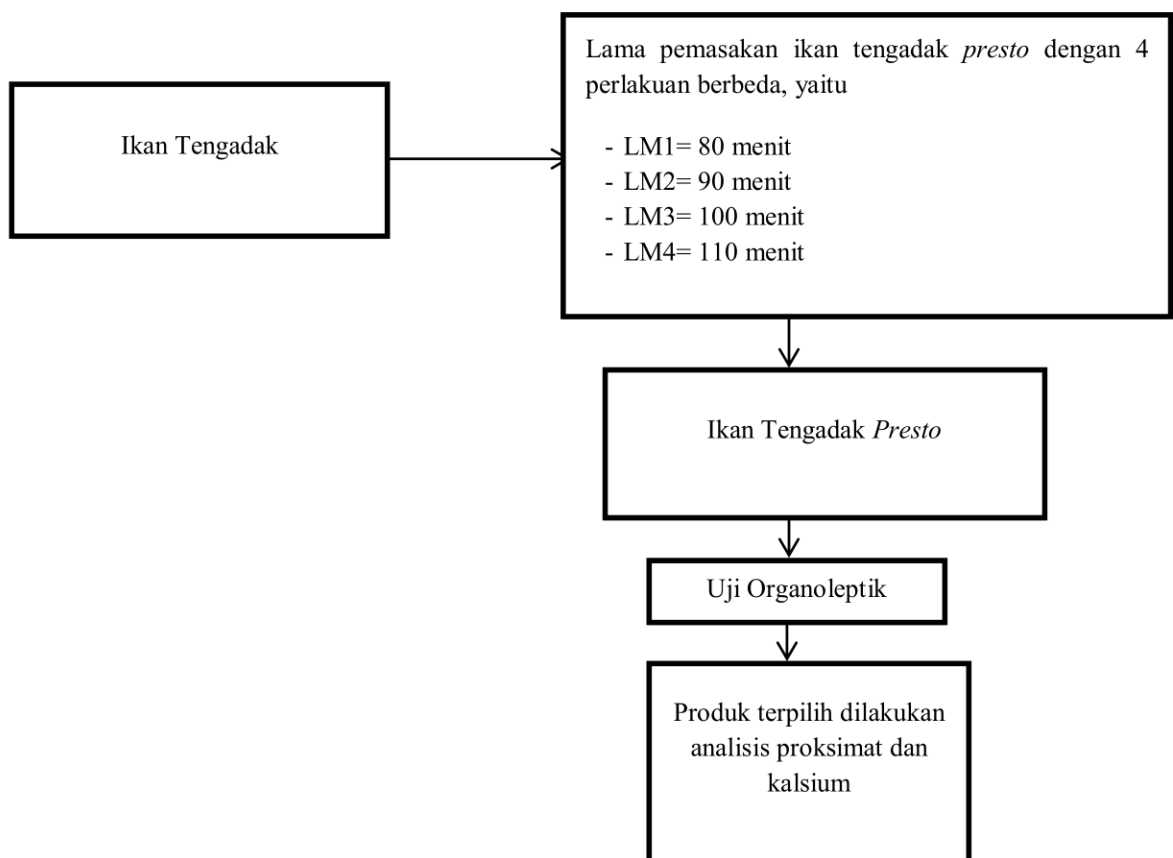 Ikan Tengadak
Lama pemasakan ikan tengadak presto dengan 4
perlakuan berbeda, yaitu
- LM1= 80 menit
- LM2= 90 menit
- LM3= 100 menit
- LM4= 110 menit
Ikan Tengadak Presto
Uji Organoleptik
Produk terpilih dilakukan
analisis proksimat dan
kalsium